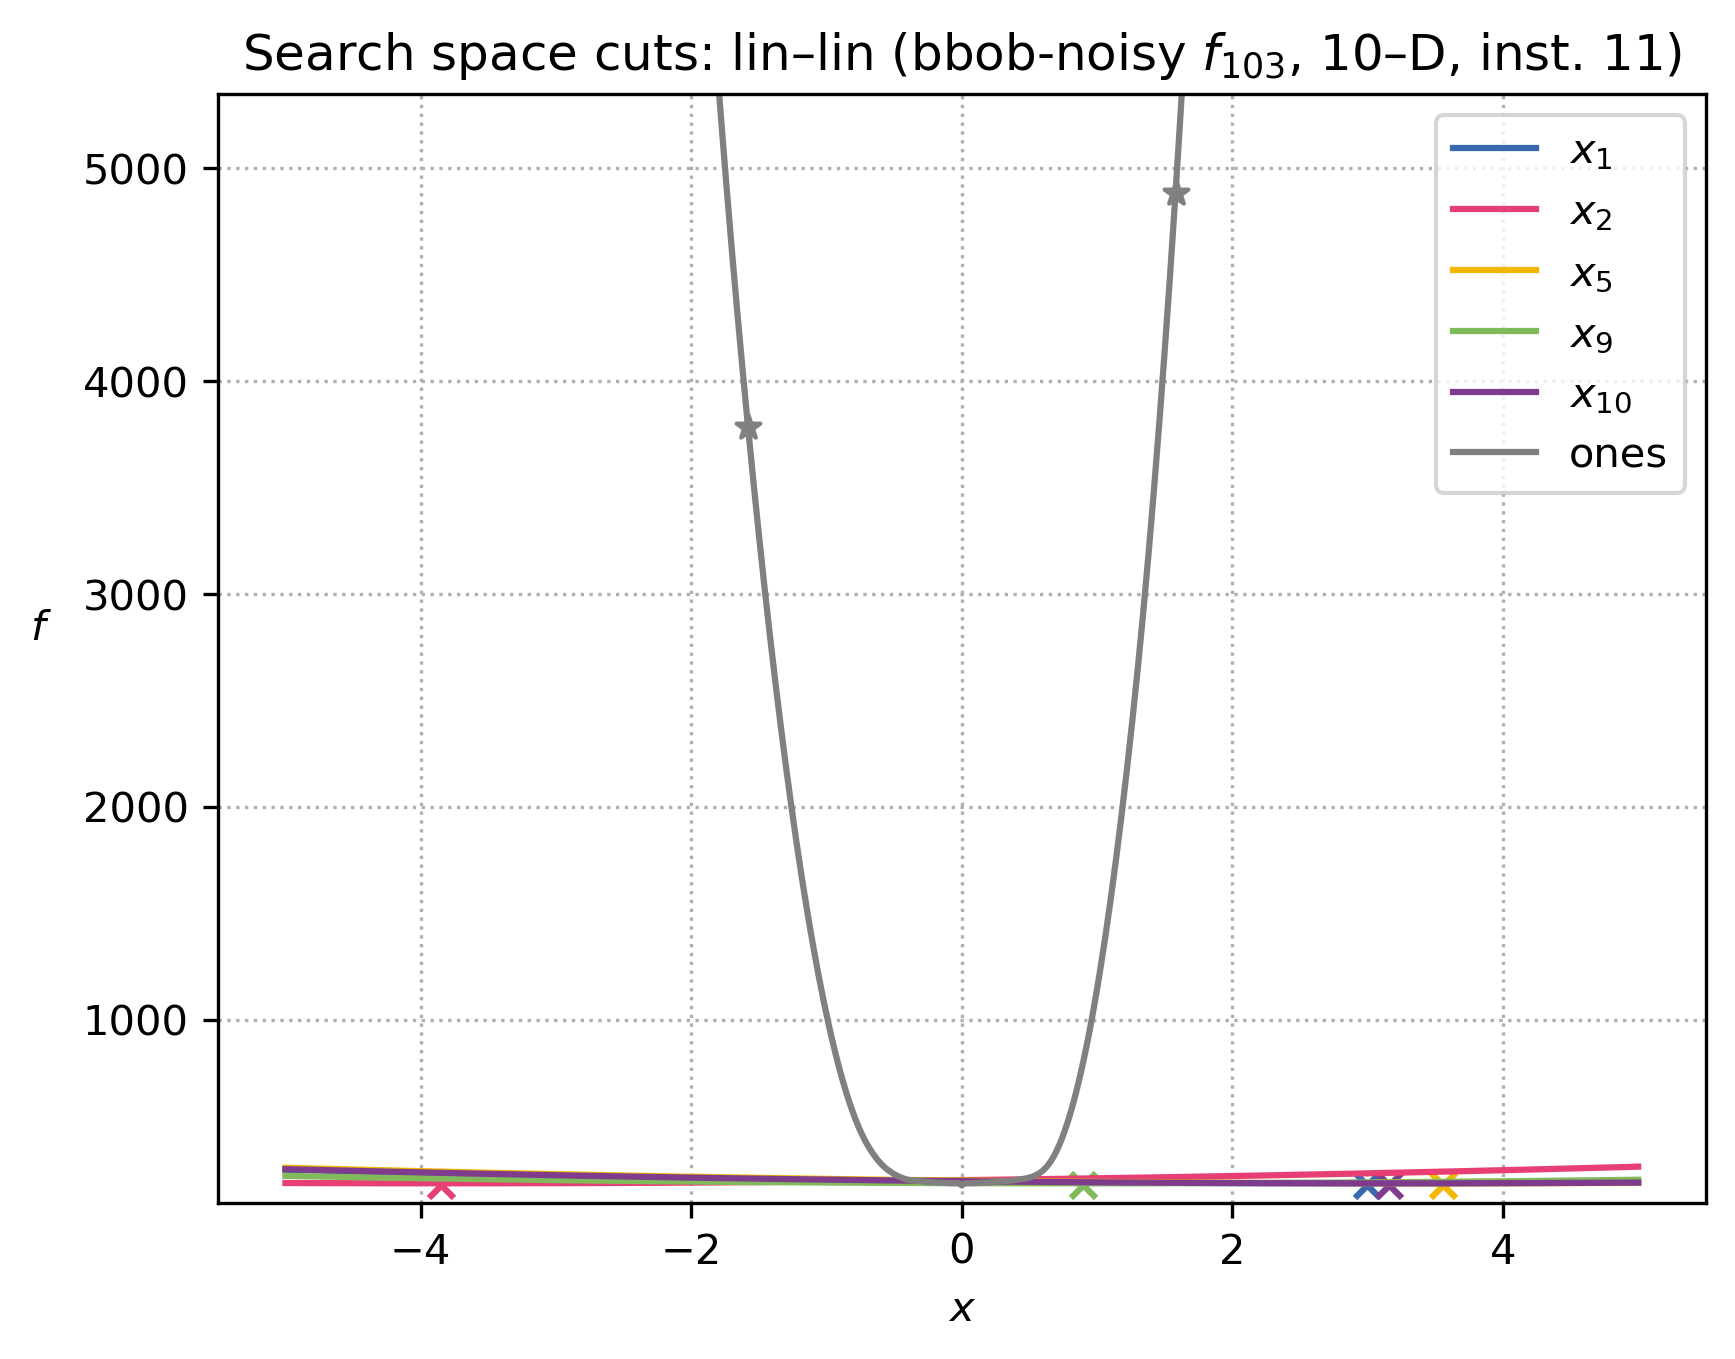 Search space cuts: lin–lin (bbob-noisy f₁₀₃, 10–D, inst. 11)
5000
4000
3000
2000
1000
f
−4
−2
0
2
4
x
x₁
x₂
x₅
x₉
x₁₀
ones